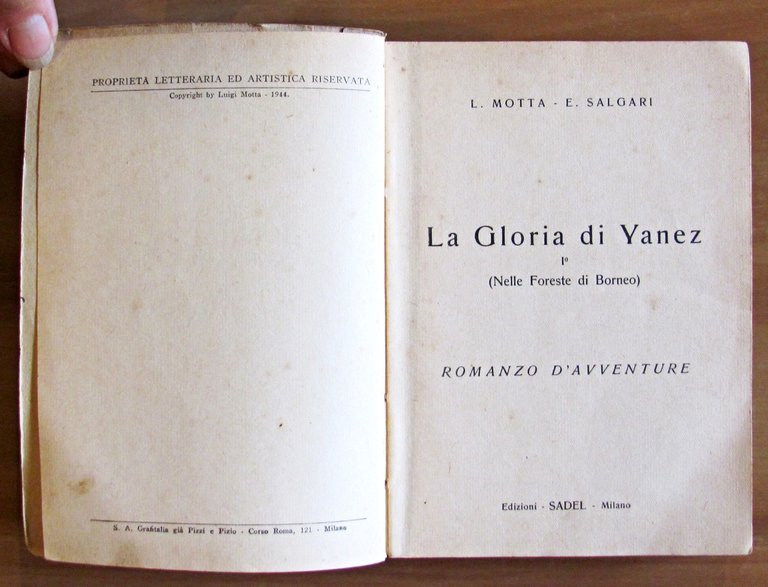 PROPRIETÀ LETTERARIA ED ARTISTICA RISERVATA
Copyright by Luigi Motta - 1944.
S. A. Grafitalia già Pizzi e Pizio - Corso Roma, 121 - Milano
L. MOTTA - E. SALGARI
La Gloria di Yanez
Iº
(Nelle Foreste di Borneo)
ROMANZO D'AVVENTURE
Edizioni - SADEL - Milano